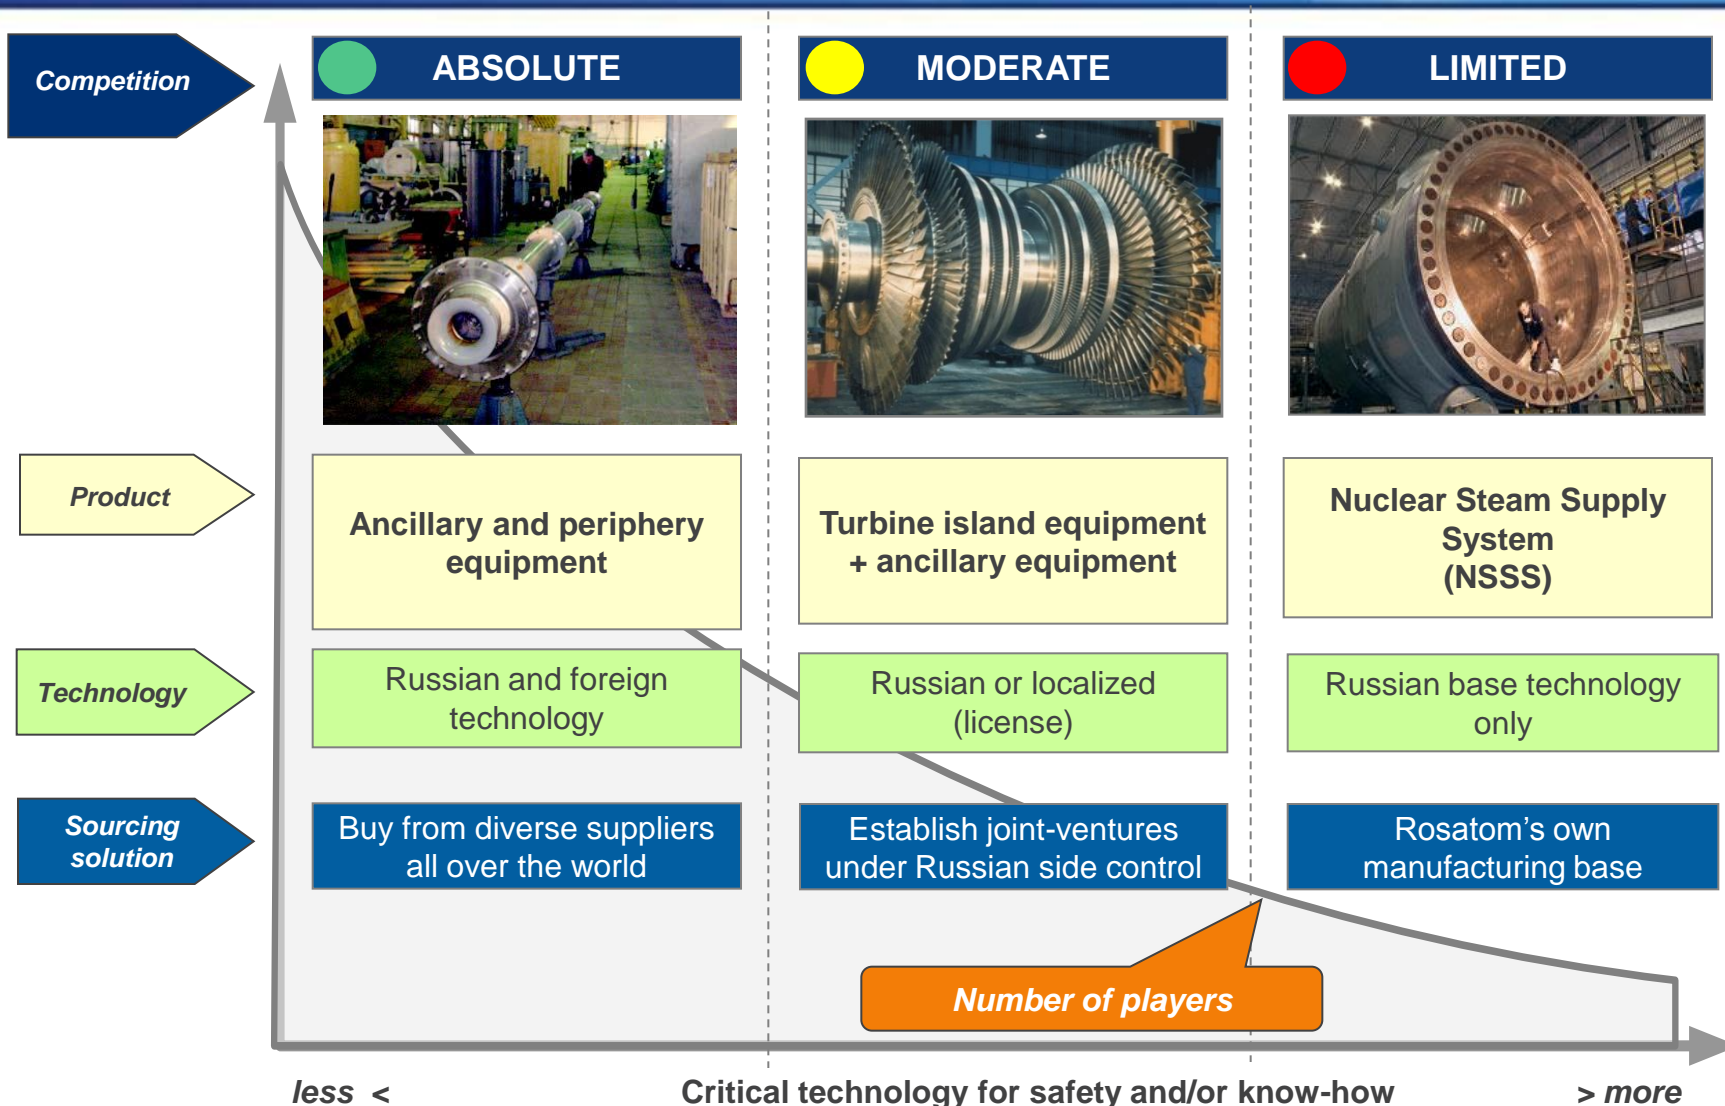 Competition
ABSOLUTE
MODERATE
LIMITED
Product
Ancillary and periphery
equipment
Turbine island equipment
+ ancillary equipment
Nuclear Steam Supply
System
(NSSS)
Technology
Russian and foreign
technology
Russian or localized
(license)
Russian base technology
only
Sourcing
solution
Buy from diverse suppliers
all over the world
Establish joint-ventures
under Russian side control
Rosatom’s own
manufacturing base
Number of players
less <
Critical technology for safety and/or know-how
> more